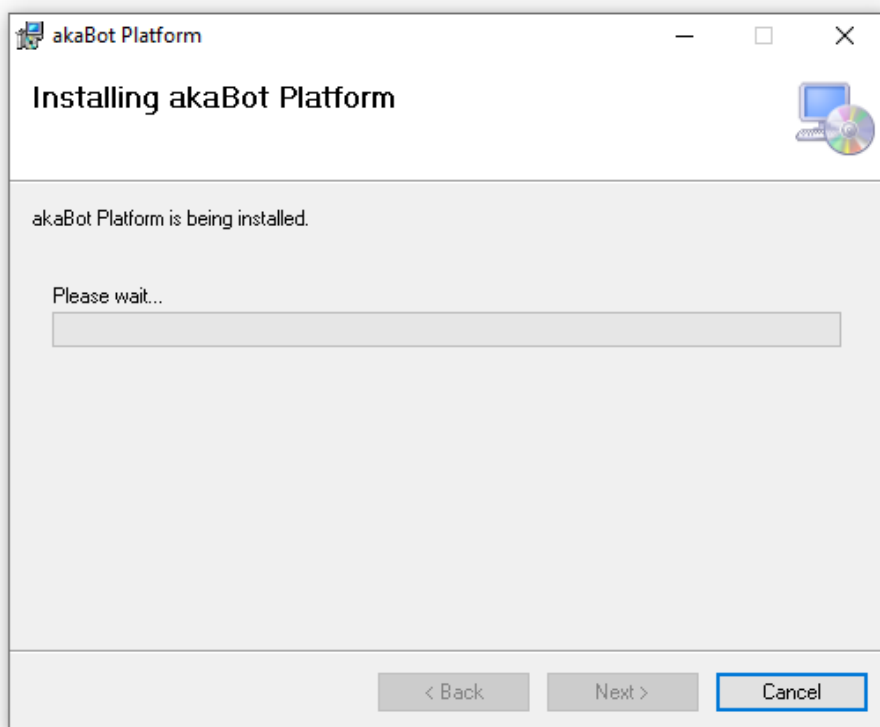 akaBot Platform
Installing akaBot Platform
akaBot Platform is being installed.
Please wait...
< Back
Next >
Cancel